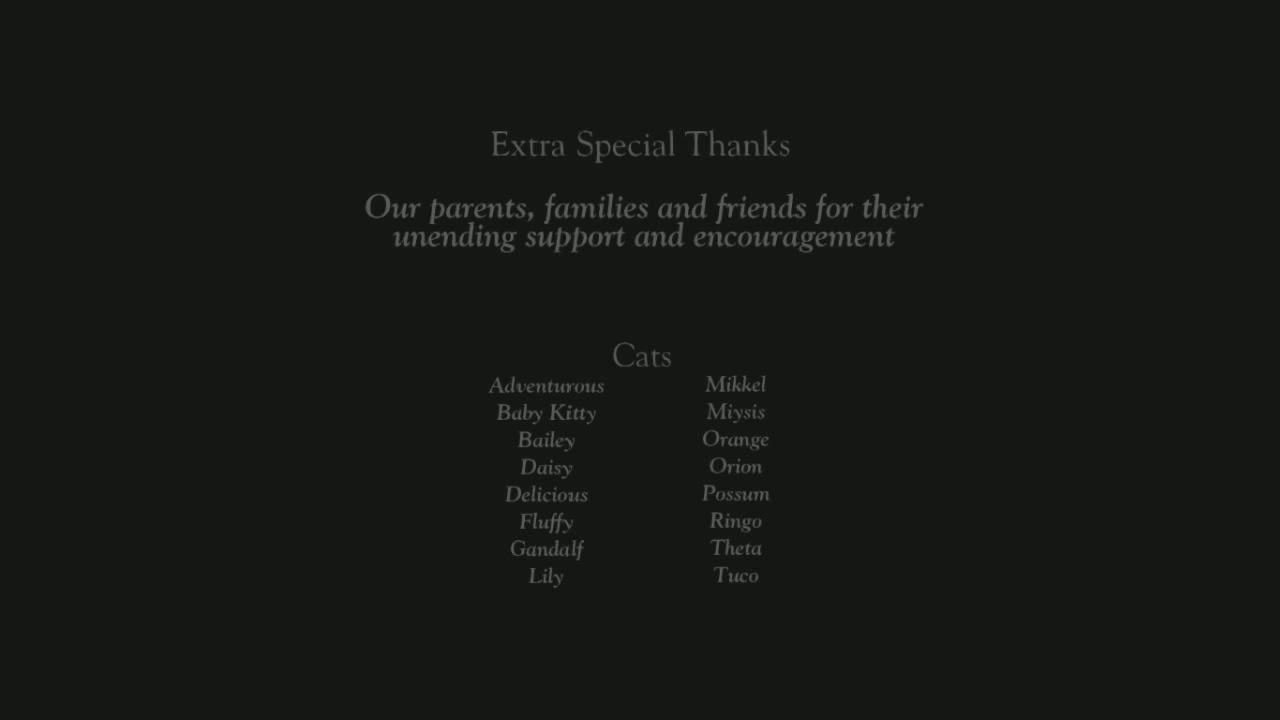 Extra Special Thanks
Our parents, families and friends for their
unending support and encouragement
Cats
Adventurous
Baby Kitty
Bailey
Daisy
Delicious
Fluffy
Gandalf
Lily
Mikkel
Miysis
Orange
Orion
Possum
Ringo
Theta
Tuco